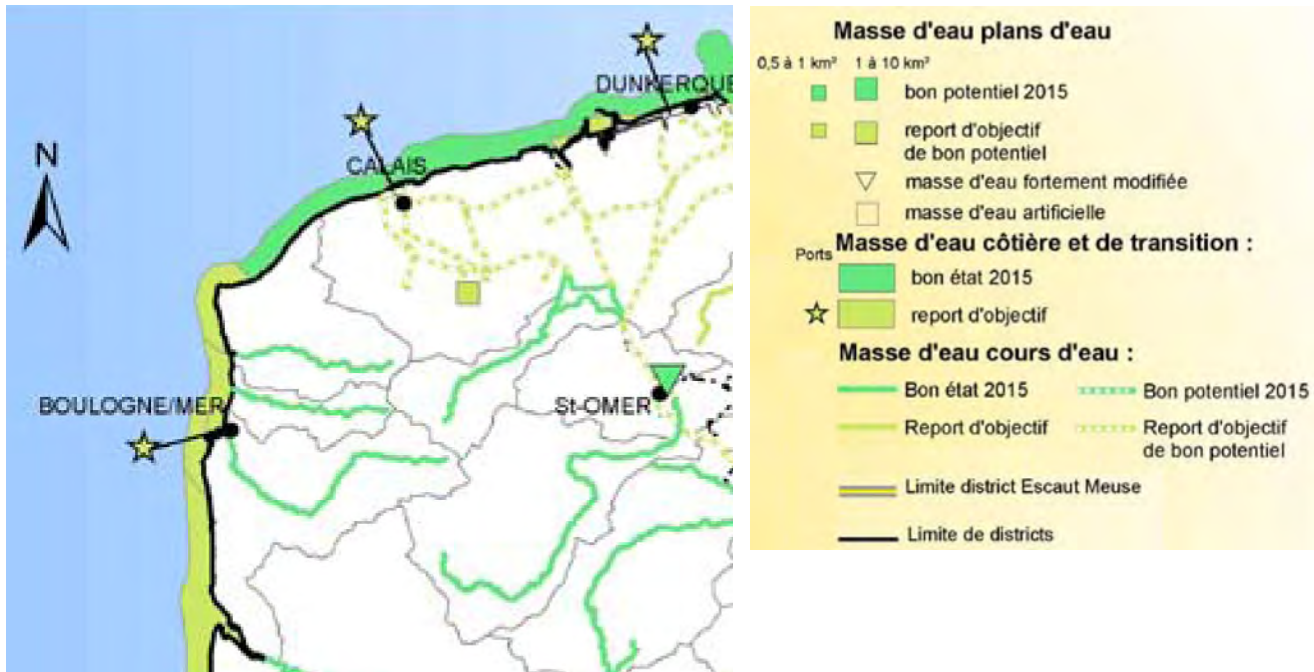 N
DUNKERQUE
CALAIS
BOULOGNE/MER
St-OMER
Masse d'eau plans d'eau
0,5 à 1 km² 1 à 10 km²
bon potentiel 2015
report d'objectif
de bon potentiel
masse d'eau fortement modifiée
masse d'eau artificielle
Masse d'eau côtière et de transition :
Ports
bon état 2015
report d'objectif
Masse d'eau cours d'eau :
Bon état 2015 Bon potentiel 2015
Report d'objectif Report d'objectif
de bon potentiel
Limite district Escaut Meuse
Limite de districts